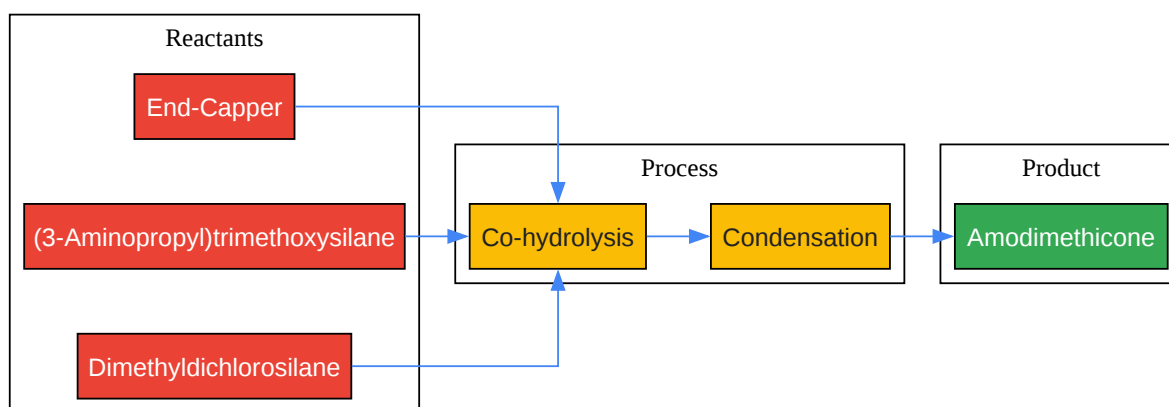 Reactants
End-Capper
(3-Aminopropyl)trimethoxysilane
Dimethyldichlorosilane
Process
Co-hydrolysis
Condensation
Product
Amodimethicone